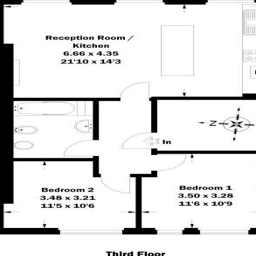 Reception Room /
Kitchen
6.66 x 4.35
21'10 x 14'3
Z
In
Bedroom 2
3.48 x 3.21
11'5 x 10'6
Bedroom 1
3.50 x 3.28
11'6 x 10'9
Third Floor